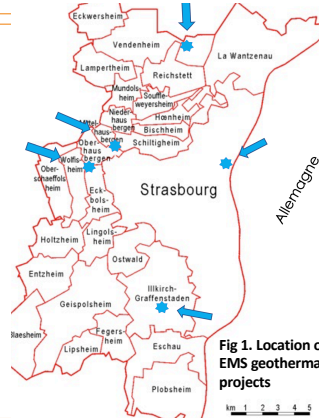 Eckwersheim
Vendenheim
La Wantzenau
Lampertheim
Reichstett
Mundols
heim
Souffel
weyersheim
Nieder
haus
bergen
Hœnheim
Bischheim
Schiltigheim
haus-
bergen
Ober
haus
bergen
Wolfis
heim
Ober-
schaeffols
heim
Eck
bols-
heim
Strasbourg
Allemagne
Lingols-
heim
Holtzheim
Ostwald
Entzheim
Illkirch-
Graffenstaden
Geispolsheim
Fegers-
heim
Eschau
Blaesheim
Lipsheim
Plobsheim
Fig 1. Location o
EMS geotherma
projects
km 1 2 3 4 5